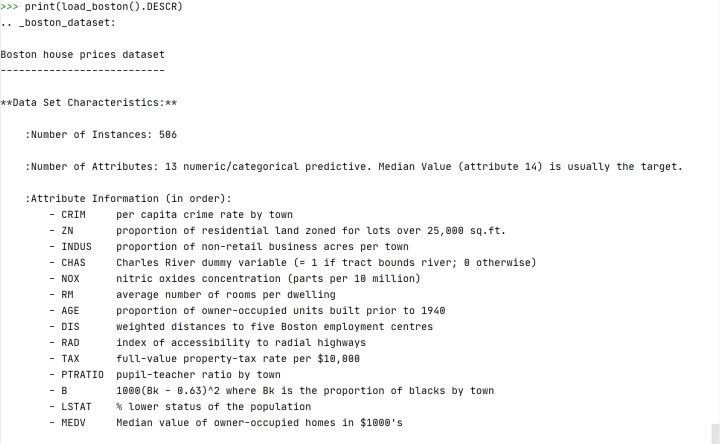 >>> print(load_boston().DESCR)
.. _boston_dataset:
Boston house prices dataset
---------------------------
**Data Set Characteristics:**
:Number of Instances: 506
:Number of Attributes: 13 numeric/categorical predictive. Median Value (attribute 14) is usually the target.
:Attribute Information (in order):
- CRIM     per capita crime rate by town
- ZN       proportion of residential land zoned for lots over 25,000 sq.ft.
- INDUS    proportion of non-retail business acres per town
- CHAS     Charles River dummy variable (= 1 if tract bounds river; 0 otherwise)
- NOX      nitric oxides concentration (parts per 10 million)
- RM       average number of rooms per dwelling
- AGE      proportion of owner-occupied units built prior to 1940
- DIS      weighted distances to five Boston employment centres
- RAD      index of accessibility to radial highways
- TAX      full-value property-tax rate per $10,000
- PTRATIO  pupil-teacher ratio by town
- B        1000(Bk - 0.63)^2 where Bk is the proportion of blacks by town
- LSTAT    % lower status of the population
- MEDV     Median value of owner-occupied homes in $1000's